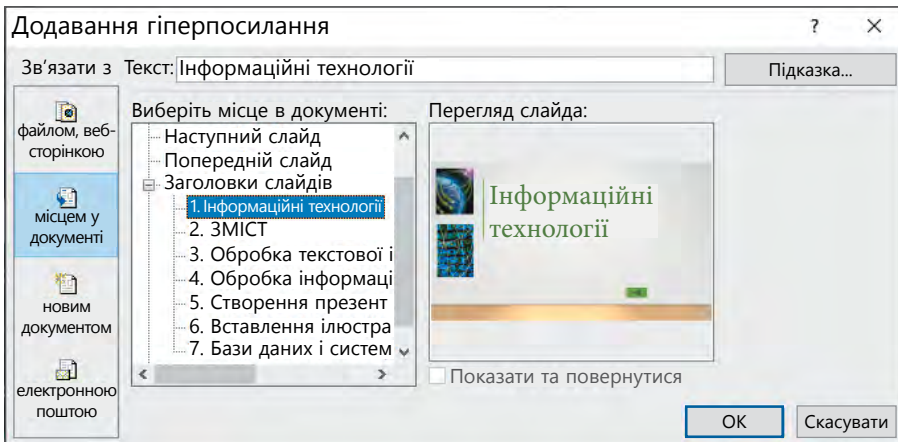 Додавання гіперпосилання
?
Зв’язати з Текст: Інформаційні технології Підказка...
файлом, веб-
сторінкою
місцем у
документі
новим
документом
електронною
поштою
Виберіть місце в документі:
Наступний слайд
Попередній слайд
Заголовки слайдів
1. Інформаційні технології
2. ЗМІСТ
3. Обробка текстової і
4. Обробка інформаці
5. Створення презент
6. Вставлення ілюстра
7. Бази даних і систем
Перегляд слайда:
Інформаційні
технології
Показати та повернутися
ОК Скасувати